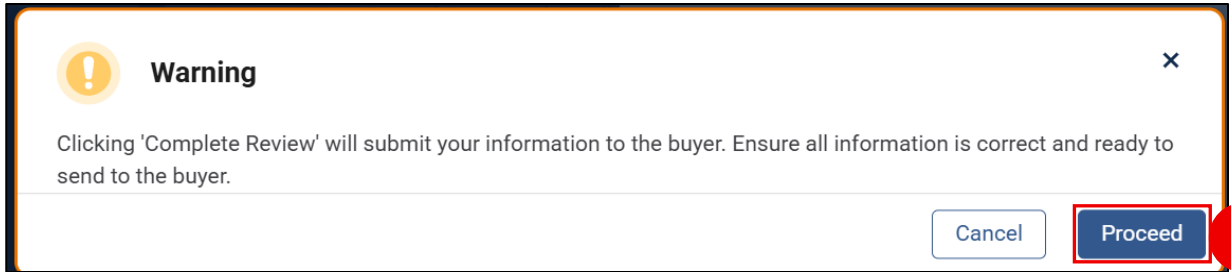 Warning
Clicking 'Complete Review' will submit your information to the buyer. Ensure all information is correct and ready to
send to the buyer.
Cancel
Proceed